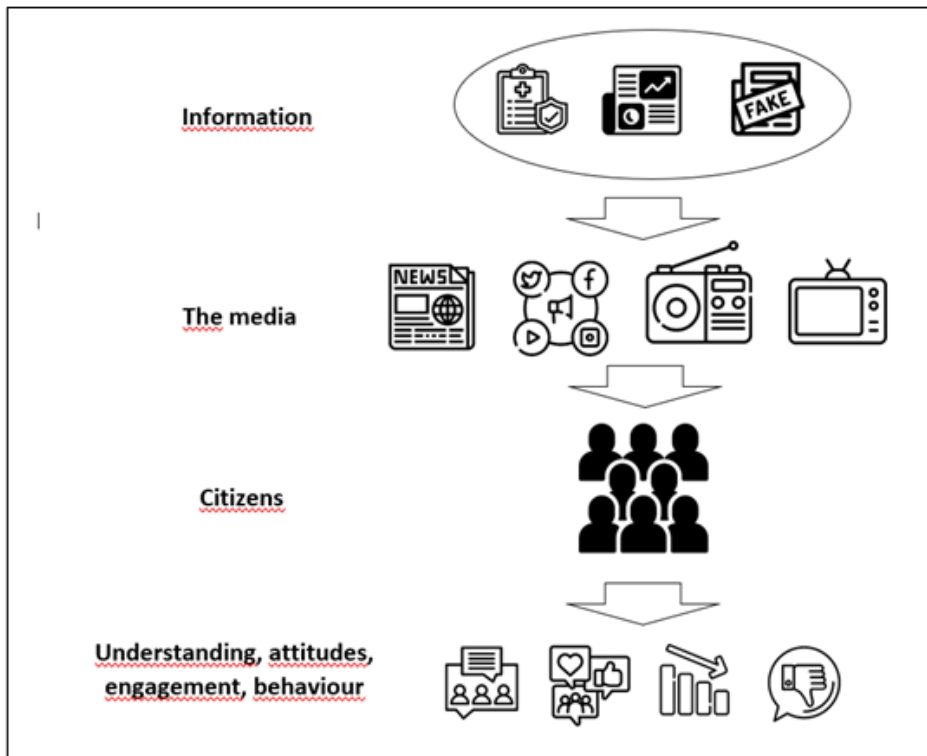 Information
FAKE
The media
NEWS
Citizens
Understanding, attitudes,
engagement, behaviour